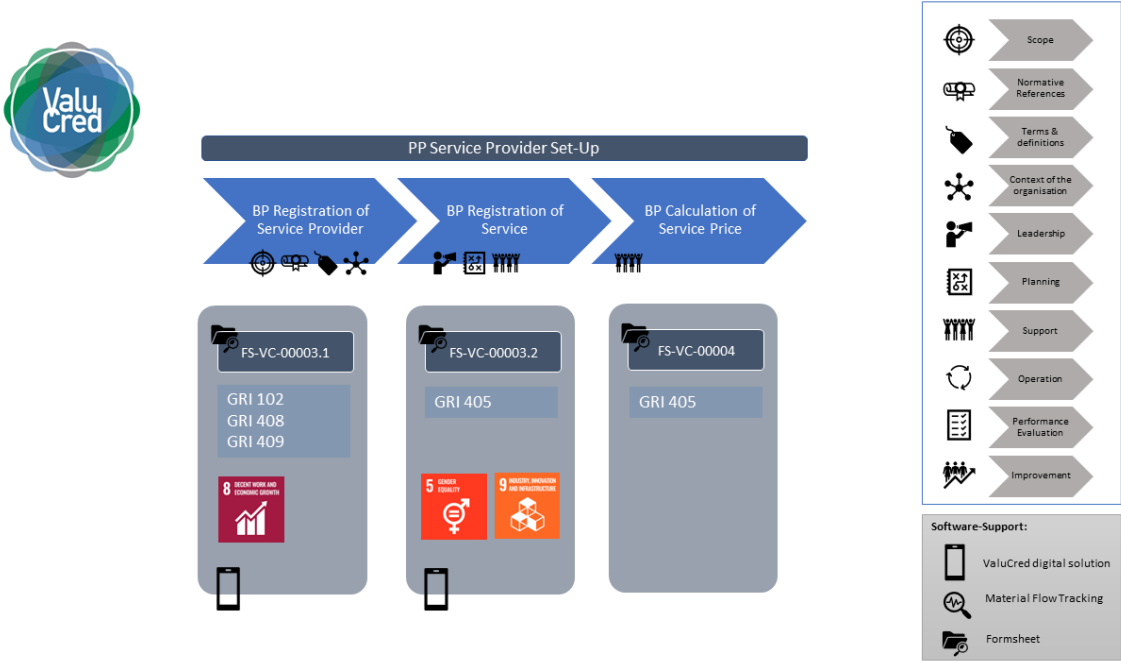 Valu
Cred
PP Service Provider Set-Up
BP Registration of
Service Provider
BP Registration of
Service
BP Calculation of
Service Price
FS-VC-00003.1
GRI 102
GRI 408
GRI 409
8 DECENT WORK AND
ECONOMIC GROWTH
FS-VC-00003.2
GRI 405
5 GENDER
EQUALITY
9 INDUSTRY, INNOVATION
AND INFRASTRUCTURE
FS-VC-00004
GRI 405
Scope
Normative
References
Terms &
definitions
Context of the
organisation
Leadership
Planning
Support
Operation
Performance
Evaluation
Improvement
Software-Support:
ValuCred digital solution
Material Flow Tracking
Formsheet